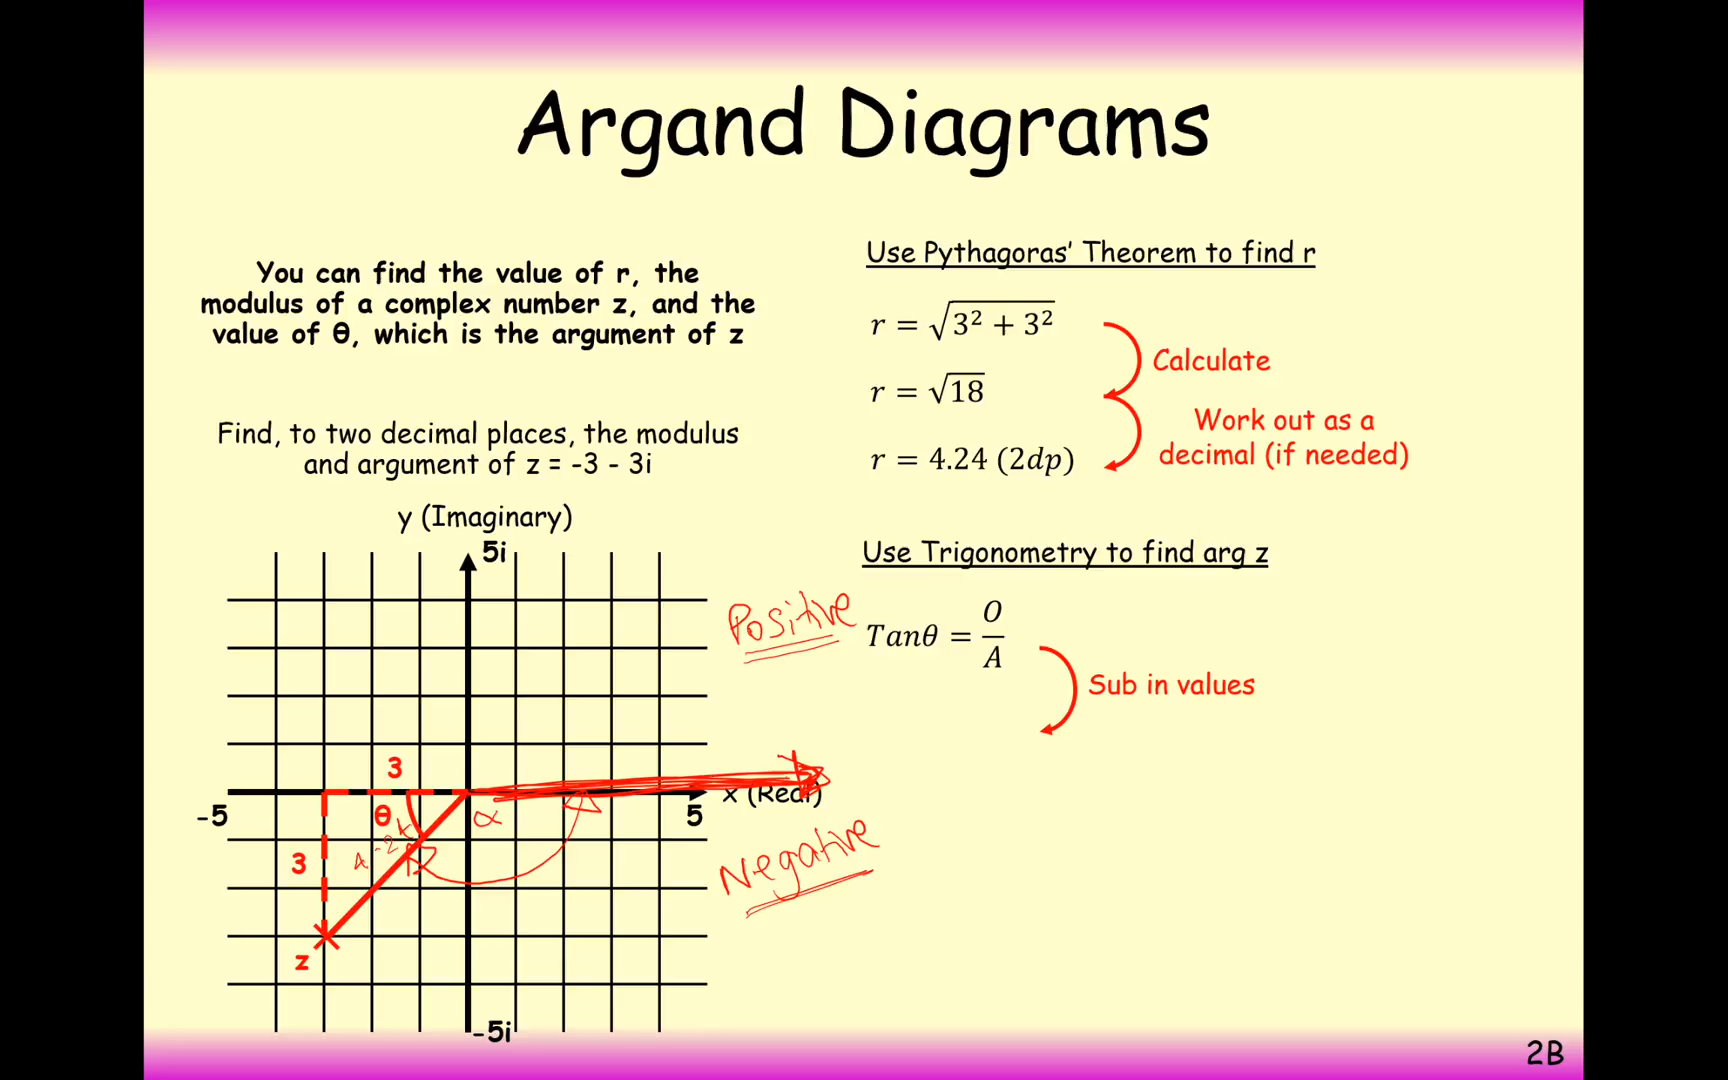 Argand Diagrams
You can find the value of r, the
modulus of a complex number z, and the
value of θ, which is the argument of z
Find, to two decimal places, the modulus
and argument of z = -3 - 3i
y (Imaginary)
5i
3
-5
θ
α
5
x (Real)
3
z
-5i
Positive
Negative
Use Pythagoras’ Theorem to find r
r = √3² + 3²
Calculate
r = √18
Work out as a
decimal (if needed)
r = 4.24 (2dp)
Use Trigonometry to find arg z
Tanθ = O/A
Sub in values
2B